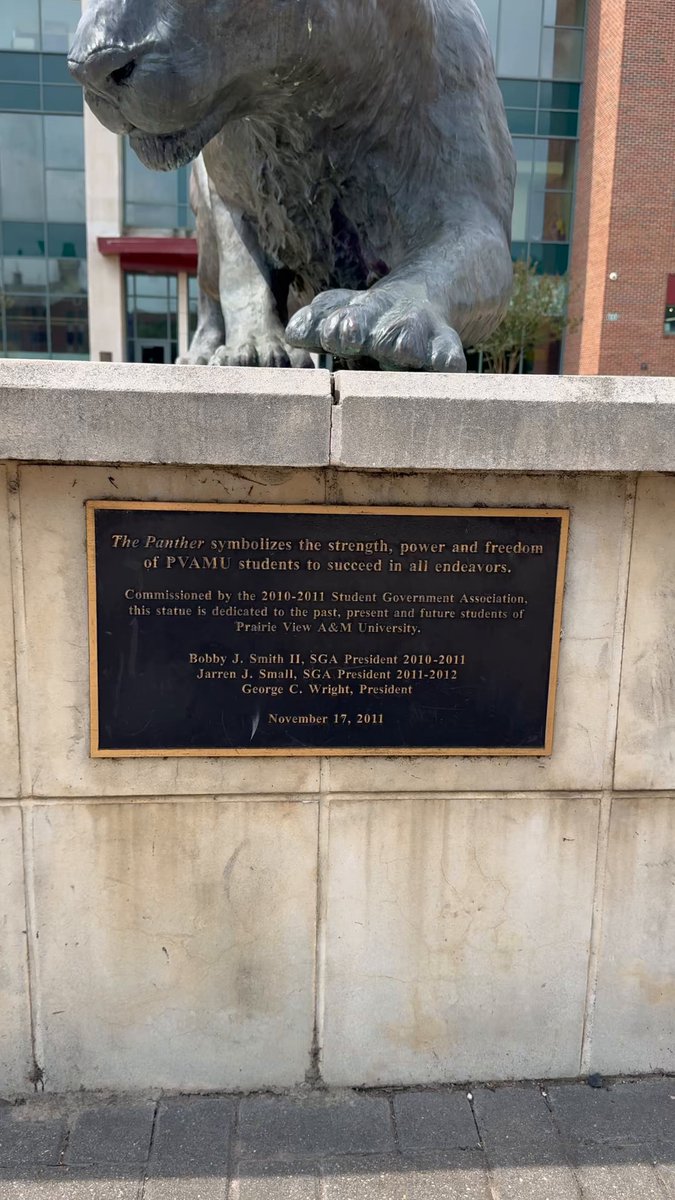 The Panther symbolizes the strength, power and freedom
of PVAMU students to succeed in all endeavors.
Commissioned by the 2010-2011 Student Government Association,
this statue is dedicated to the past, present and future students of
Prairie View A&M University.
Bobby J. Smith II, SGA President 2010-2011
Jarren J. Small, SGA President 2011-2012
George C. Wright, President
November 17, 2011